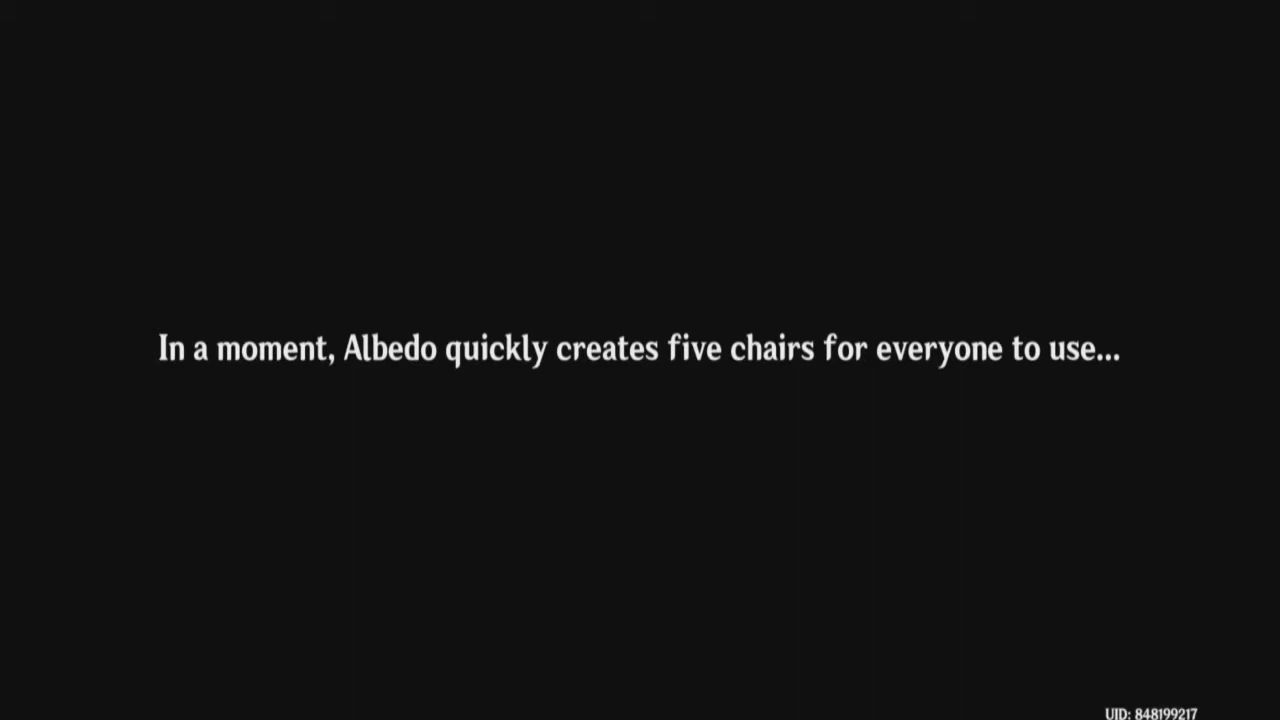 In a moment, Albedo quickly creates five chairs for everyone to use...
UID: 848199217